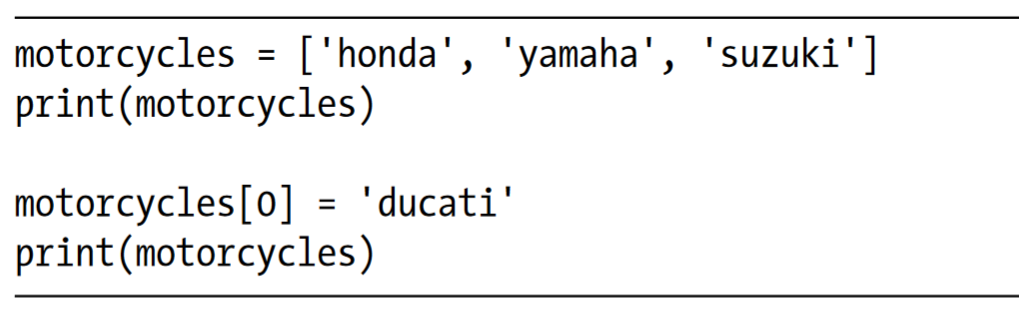 motorcycles = ['honda', 'yamaha', 'suzuki']
print(motorcycles)
motorcycles[0] = 'ducati'
print(motorcycles)